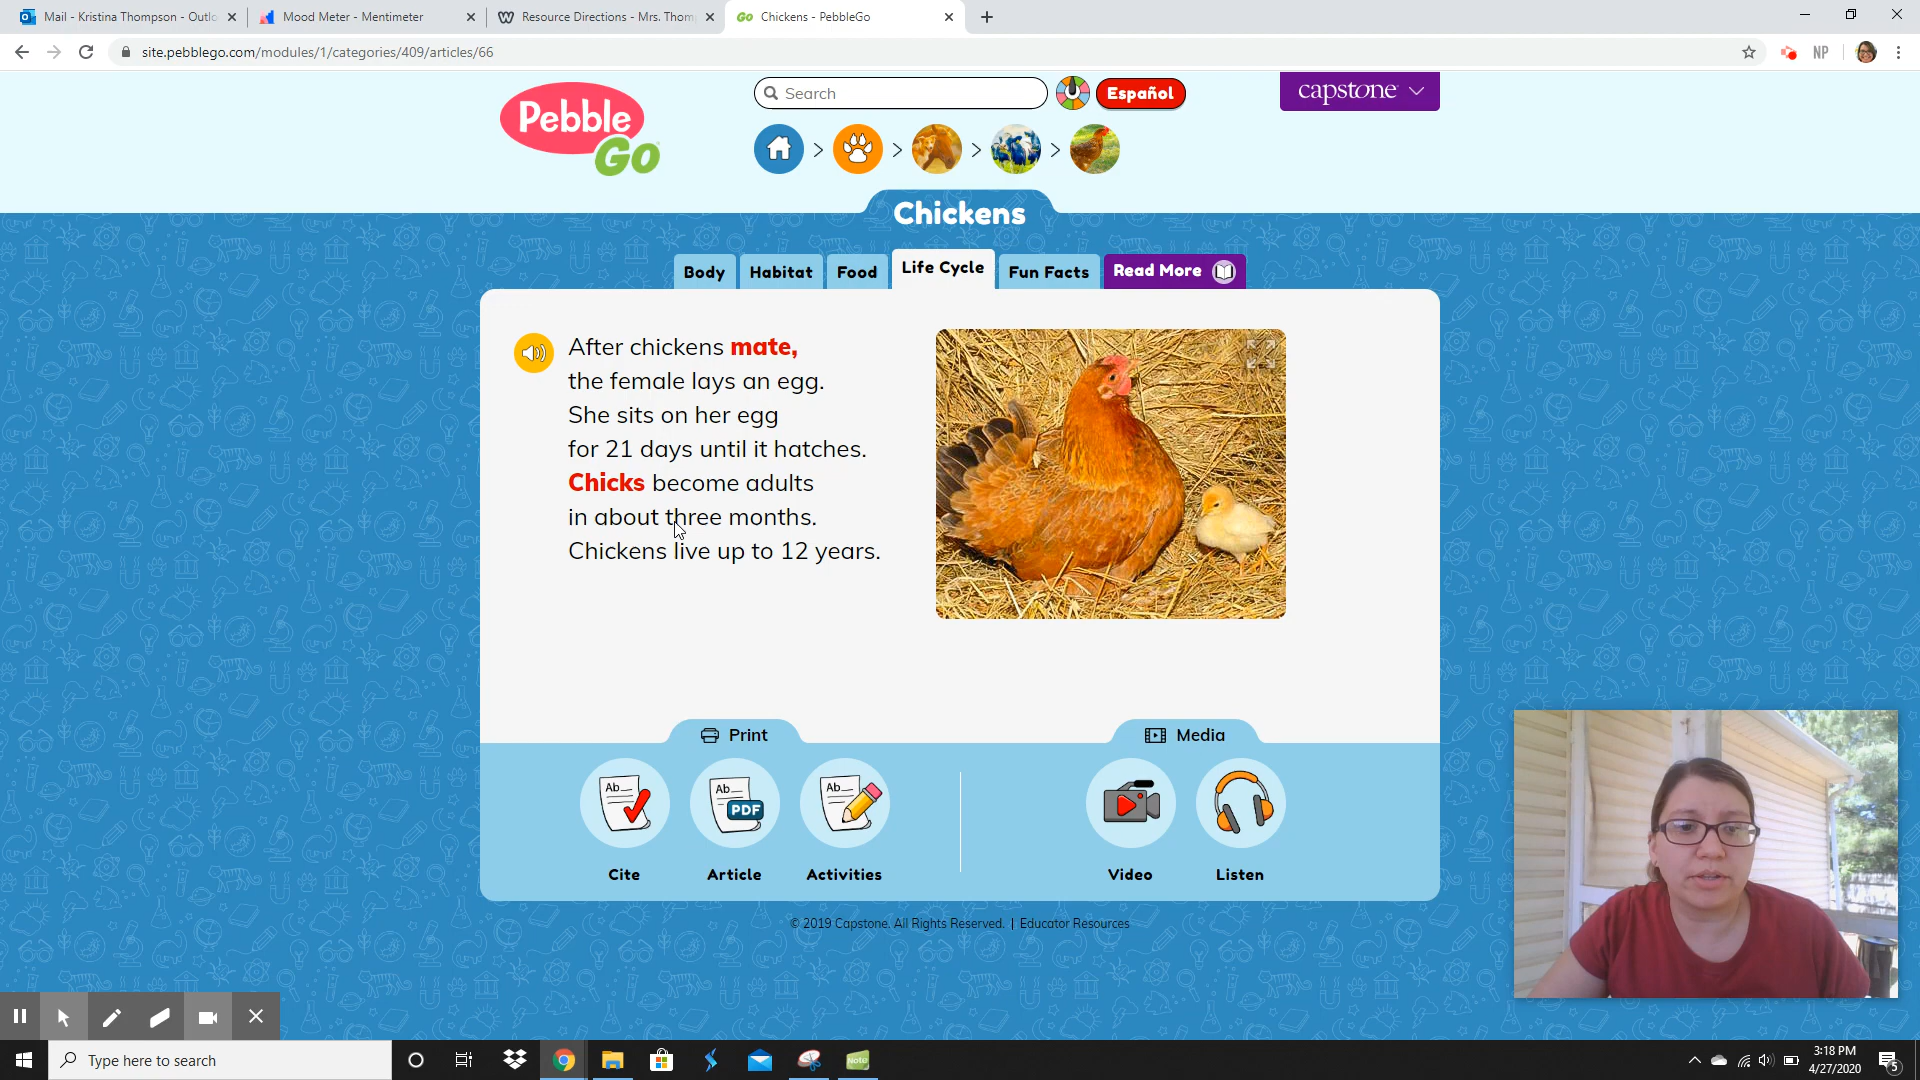 Mail - Kristina Thompson - Outlo
Mood Meter - Mentimeter
Resource Directions - Mrs. Thom
Go Chickens - PebbleGo
site.pebblego.com/modules/1/categories/409/articles/66
NP
Pebble
Go
Search
Español
capstone
Chickens
Body
Habitat
Food
Life Cycle
Fun Facts
Read More
After chickens mate,
the female lays an egg.
She sits on her egg
for 21 days until it hatches.
Chicks become adults
in about three months.
Chickens live up to 12 years.
Print
Media
Ab
Ab
PDF
Ab
Cite
Article
Activities
Video
Listen
© 2019 Capstone. All Rights Reserved. | Educator Resources
Type here to search
Note
3:18 PM
4/27/2020
5